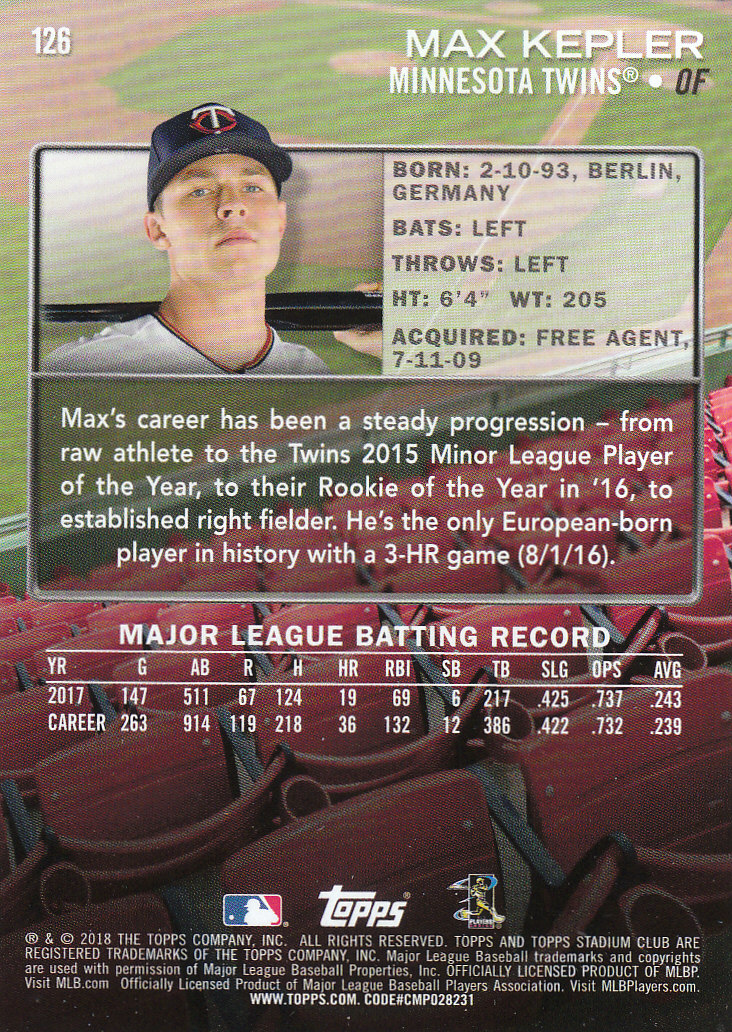 126
MAX KEPLER
MINNESOTA TWINS® • OF
T
BORN: 2-10-93, BERLIN,
GERMANY
BATS: LEFT
THROWS: LEFT
HT: 6'4" WT: 205
ACQUIRED: FREE AGENT,
7-11-09
Max's career has been a steady progression – from
raw athlete to the Twins 2015 Minor League Player
of the Year, to their Rookie of the Year in '16, to
established right fielder. He's the only European-born
player in history with a 3-HR game (8/1/16).
MAJOR LEAGUE BATTING RECORD
YR G AB R H HR RBI SB TB SLG OPS AVG
2017 147 511 67 124 19 69 6 217 .425 .737 .243
CAREER 263 914 119 218 36 132 12 386 .422 .732 .239
topps®
PLAYERS
® & © 2018 THE TOPPS COMPANY, INC. ALL RIGHTS RESERVED. TOPPS AND TOPPS STADIUM CLUB ARE
REGISTERED TRADEMARKS OF THE TOPPS COMPANY, INC. Major League Baseball trademarks and copyrights
are used with permission of Major League Baseball Properties, Inc. OFFICIALLY LICENSED PRODUCT OF MLBP.
Visit MLB.com Officially Licensed Product of Major League Baseball Players Association. Visit MLBPlayers.com.
WWW.TOPPS.COM. CODE#CMP028231